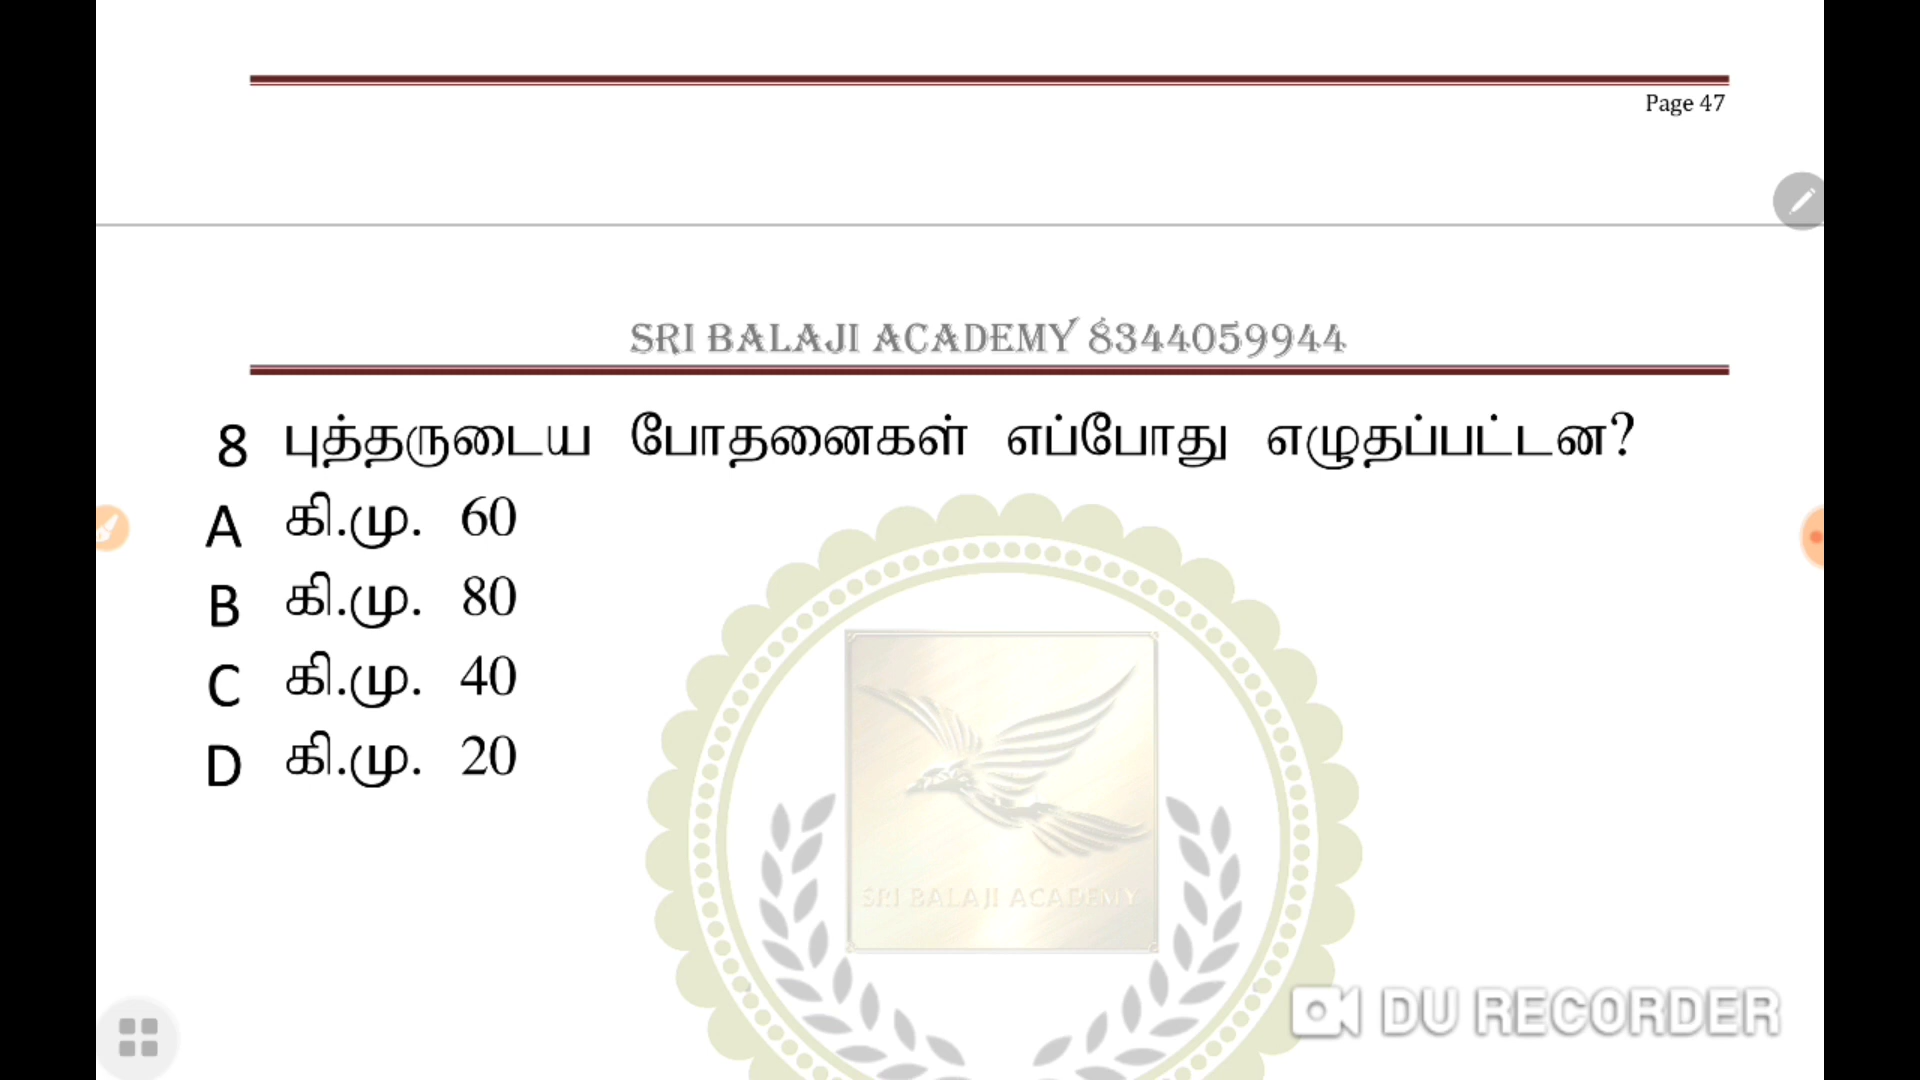 Page 47
SRI BALAJI ACADEMY 8344059944
8 புத்தருடைய போதனைகள் எப்போது எழுதப்பட்டன?
A கி.மு. 60
B கி.மு. 80
C கி.மு. 40
D கி.மு. 20
SRI BALAJI ACADEMY
DU RECORDER